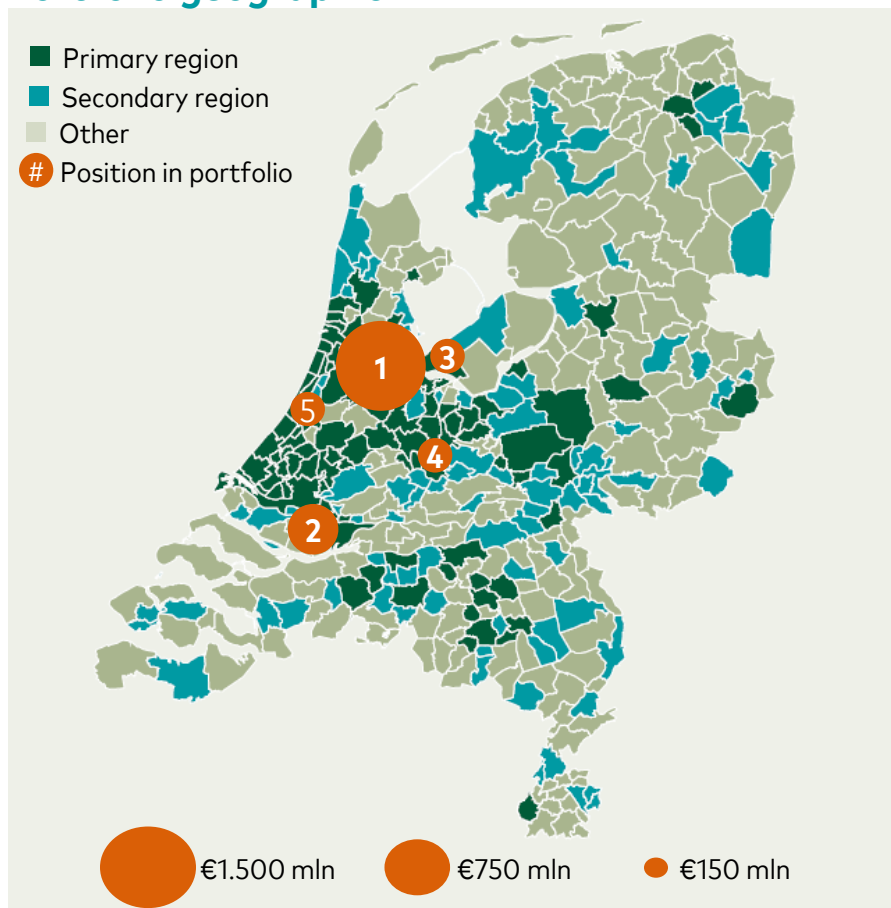 Primary region
Secondary region
Other
# Position in portfolio
1
3
5
4
2
€1.500 mln
€750 mln
€150 mln